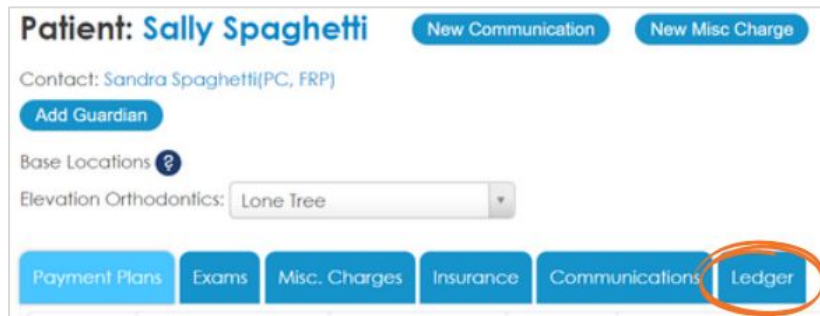 Patient: Sally Spaghetti New Communication New Misc Charge
Contact: Sandra Spaghetti(PC, FRP)
Add Guardian
Base Locations ?
Elevation Orthodontics: Lone Tree
Payment Plans Exams Misc. Charges Insurance Communications Ledger